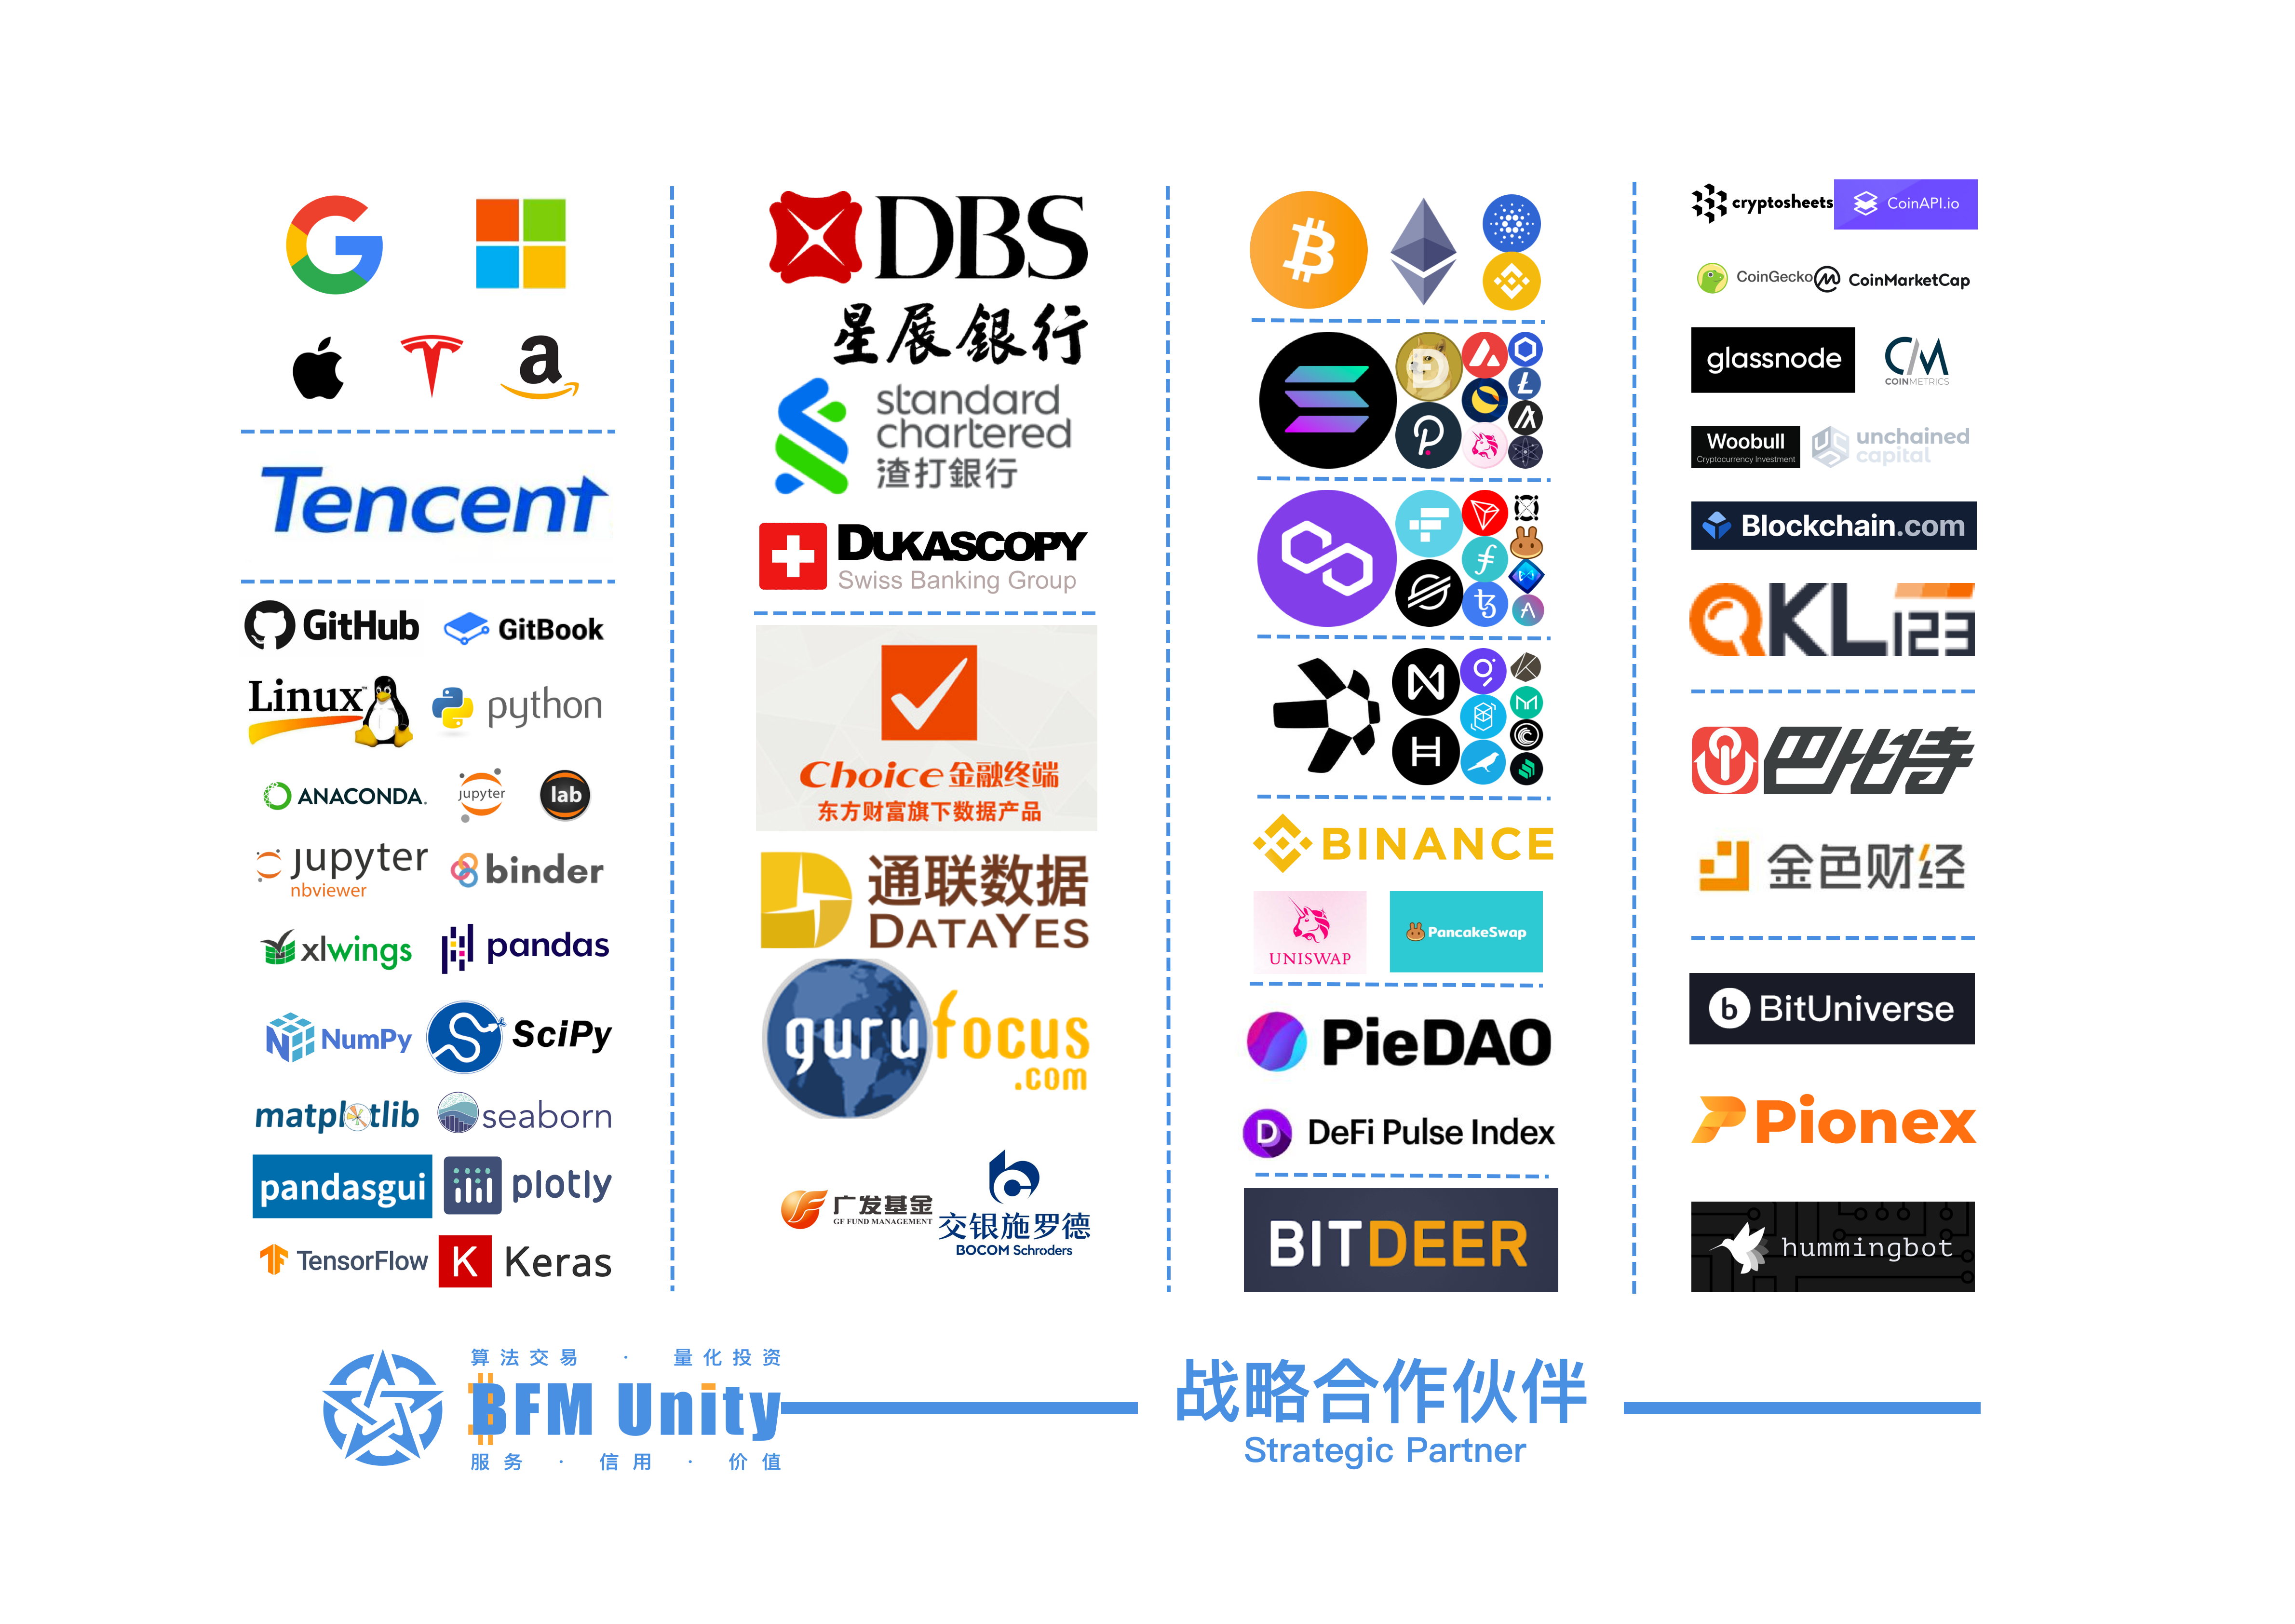 Tencent
GitHub
GitBook
Linux™
python
ANACONDA.
jupyter
lab
jupyter
nbviewer
binder
xlwings
pandas
NumPy
SciPy
matplotlib
seaborn
pandasgui
plotly
TensorFlow
K Keras
DBS
星展銀行
standard
chartered
渣打銀行
DUKASCOPY
Swiss Banking Group
Choice金融终端
东方财富旗下数据产品
通联数据
DATAYES
gurufocus
.com
广发基金
GF FUND MANAGEMENT
交银施罗德
BOCOM Schroders
BINANCE
UNISWAP
PancakeSwap
PieDAO
D DeFi Pulse Index
BITDEER
cryptosheets
CoinAPI.io
CoinGecko
CoinMarketCap
glassnode
CM
COINMETRICS
Woobull
Cryptocurrency Investment
unchained
capital
Blockchain.com
QKL123
巴比特
金色财经
b BitUniverse
Pionex
hummingbot
算法交易 · 量化投资
BFM Unity
服务 · 信用 · 价值
战略合作伙伴
Strategic Partner